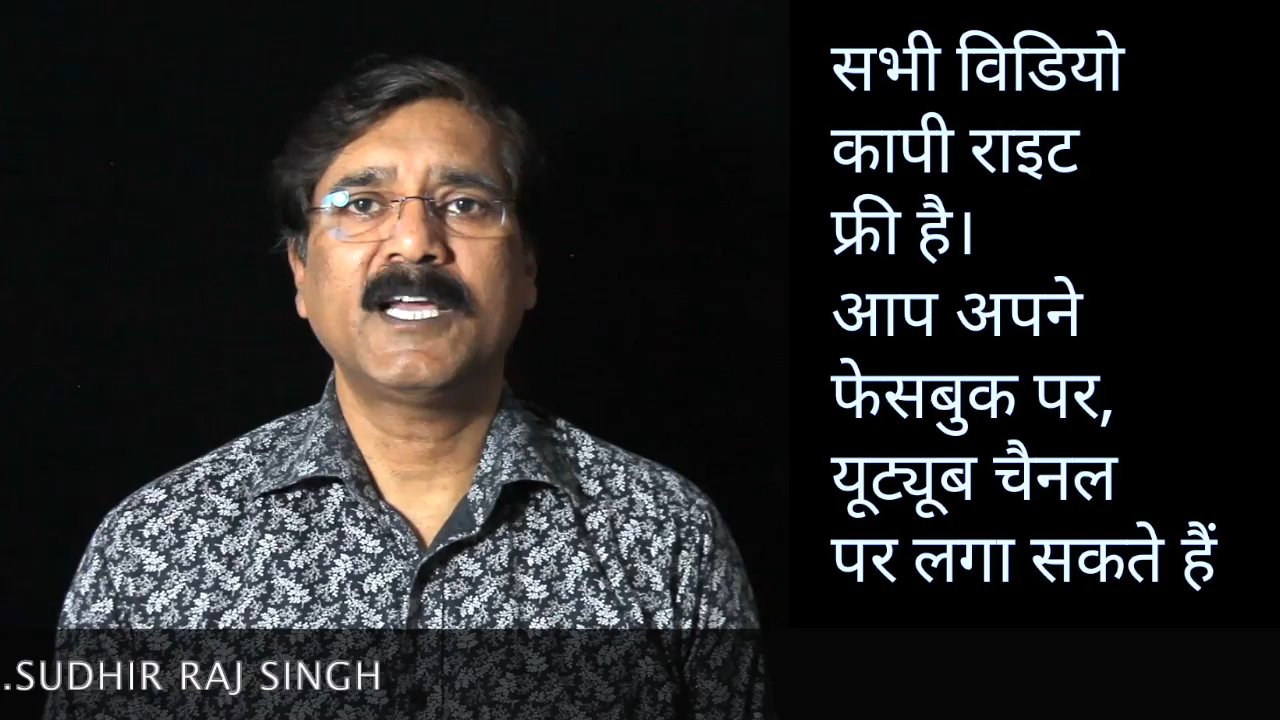 सभी विडियो
कापी राइट
फ्री है।
आप अपने
फेसबुक पर,
यूट्यूब चैनल
पर लगा सकते हैं
.SUDHIR RAJ SINGH